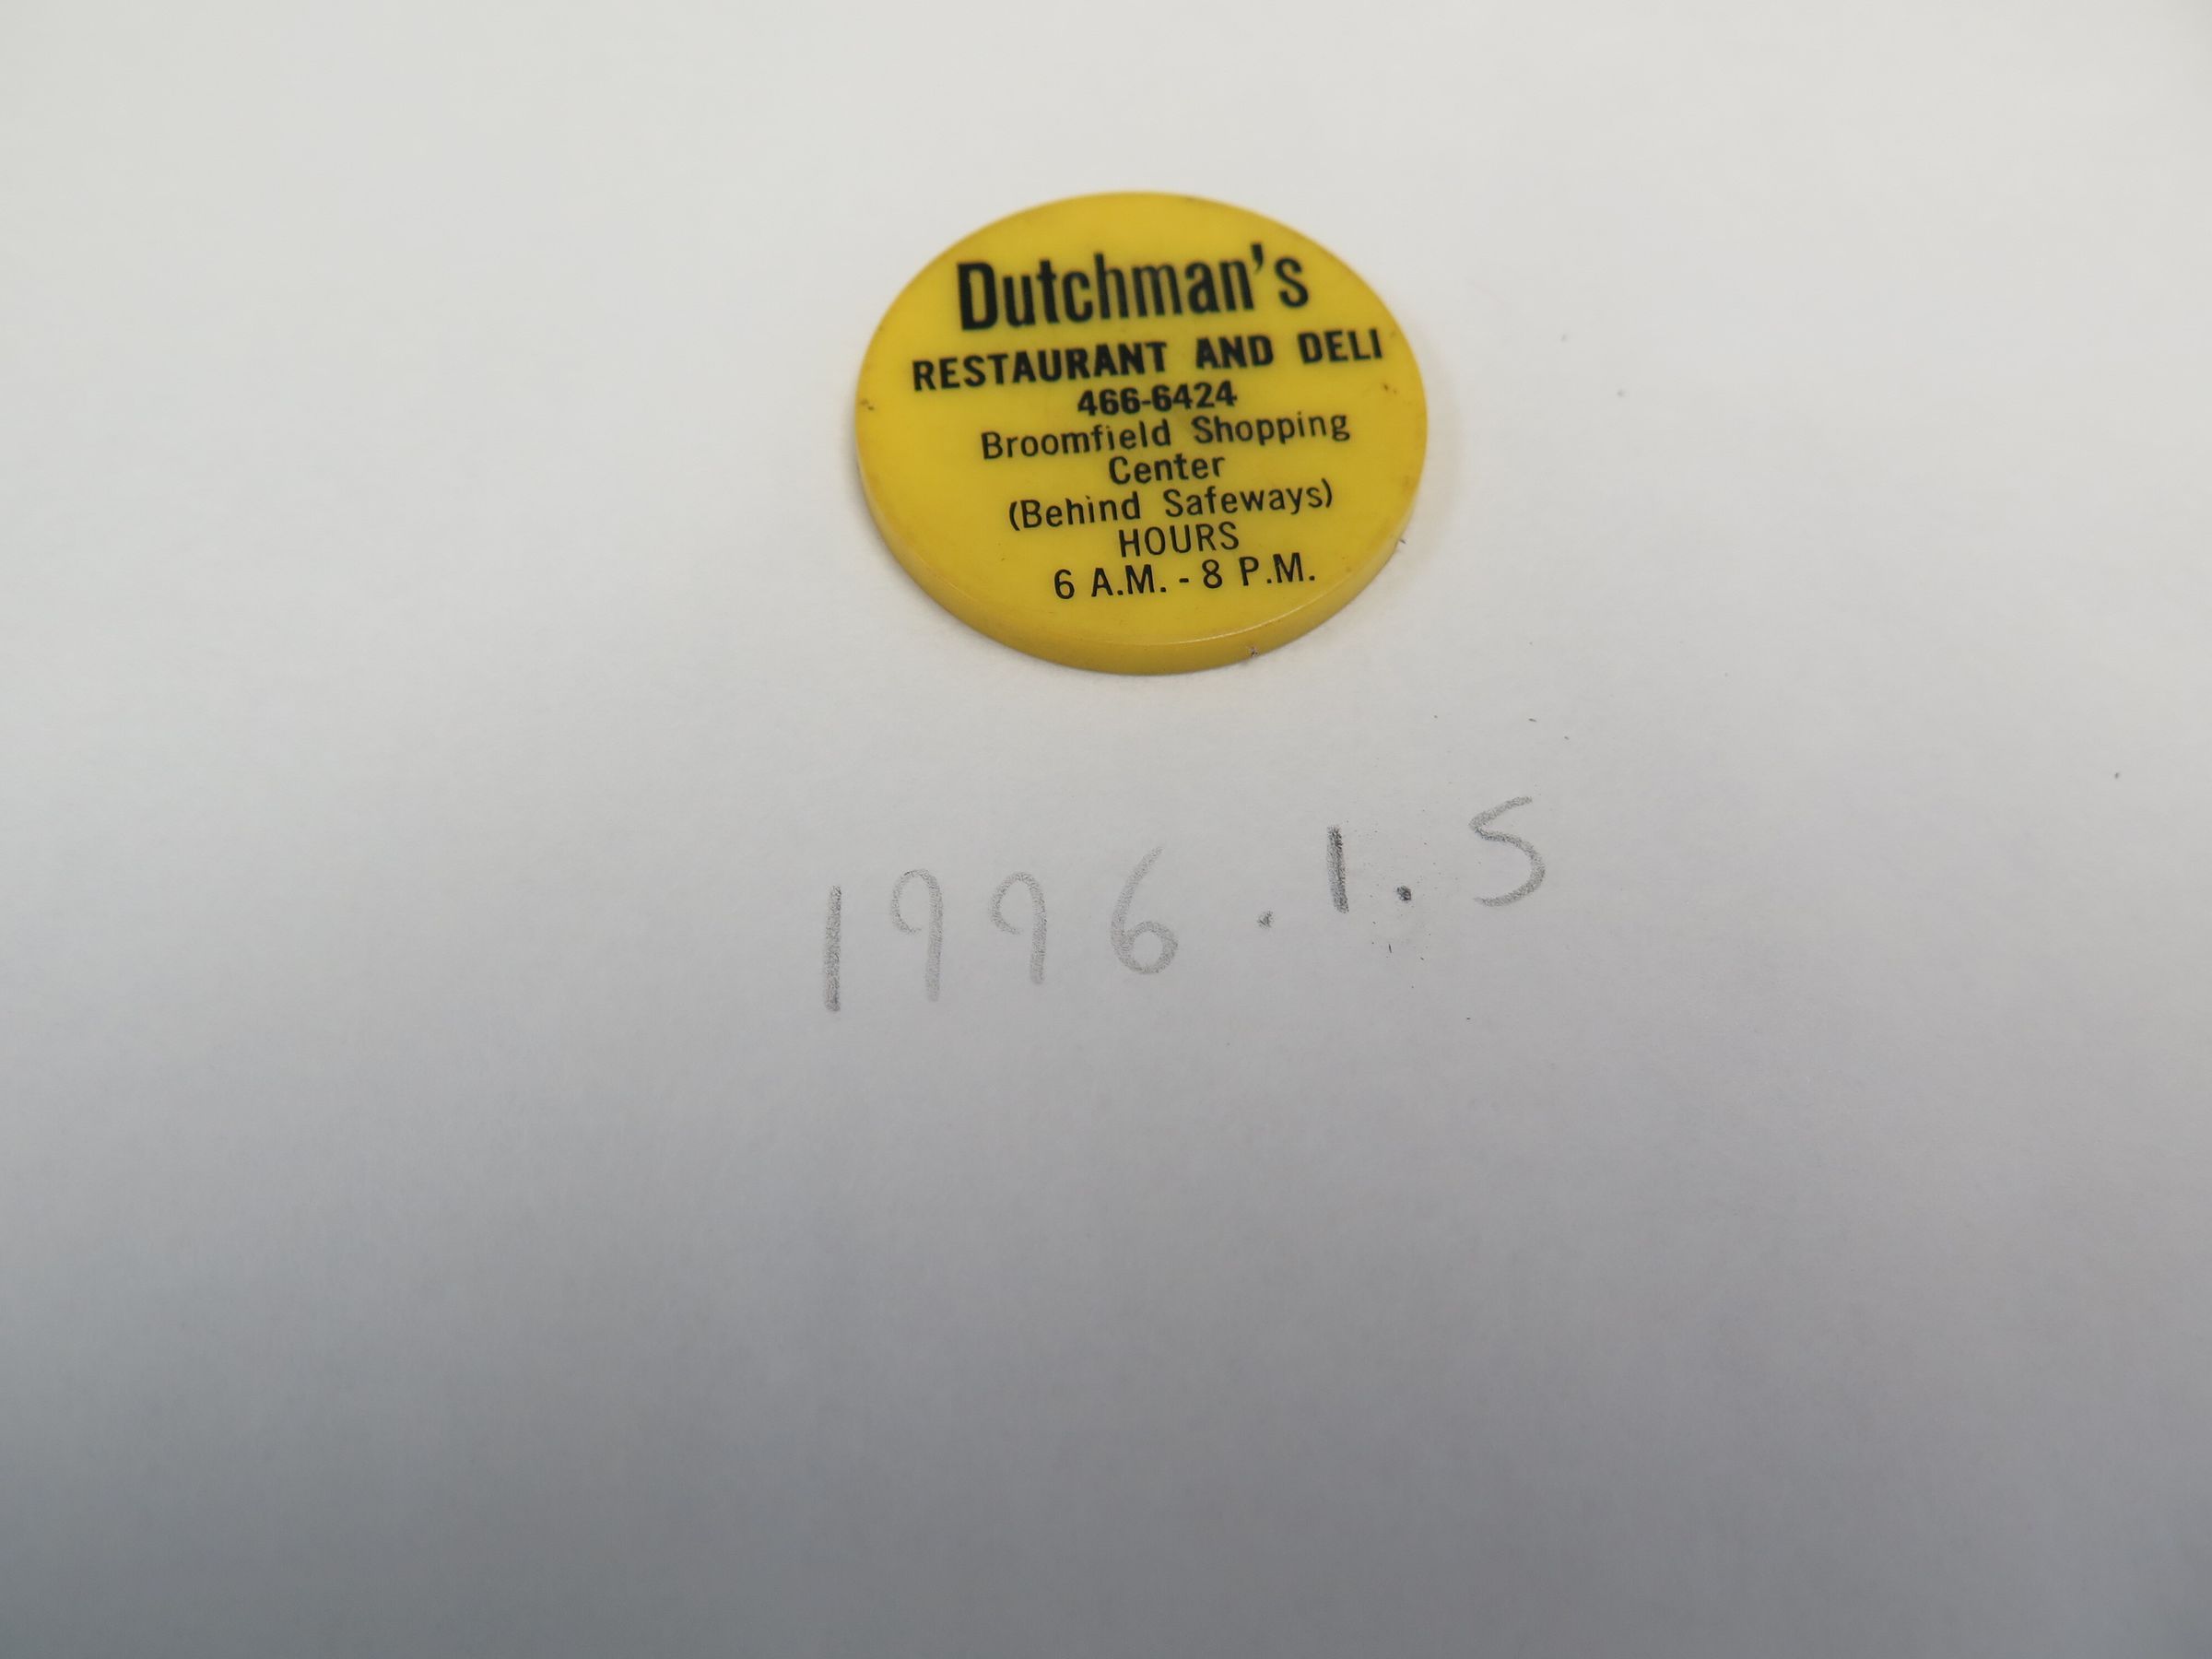 Dutchman's
RESTAURANT AND DELI
466-6424
Broomfield Shopping
Center
(Behind Safeways)
HOURS
6 A.M. - 8 P.M.
1996.1.5